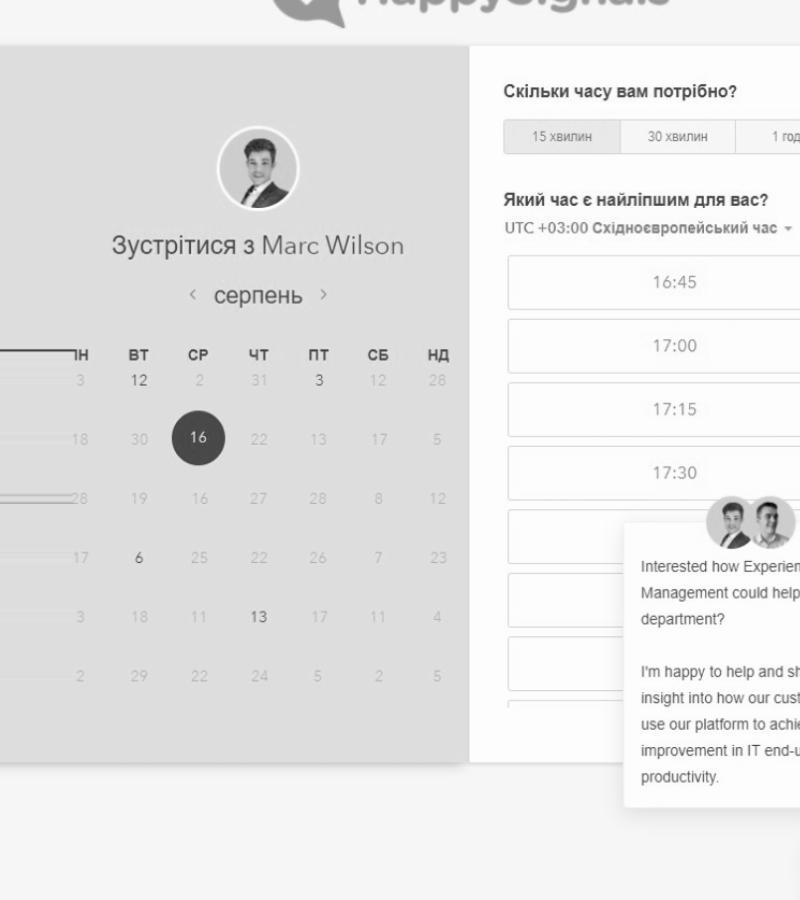 HappySignals
Зустрітися з Marc Wilson
серпень
ВТ СР ЧТ ПТ СБ НД
3 12 2 31 3 12 28
18 30 16 22 13 17 5
28 19 16 27 28 8 12
17 6 25 22 26 7 23
3 18 11 13 17 11 4
2 29 22 24 5 2 5
Скільки часу вам потрібно?
15 хвилин 30 хвилин 1 год
Який час є найліпшим для вас?
UTC +03:00 Східноєвропейський час
16:45
17:00
17:15
17:30
Interested how Experien
Management could help
department?
I'm happy to help and sh
insight into how our cust
use our platform to achie
improvement in IT end-u
productivity.